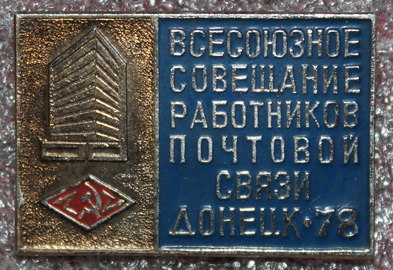 ВСЕСОЮЗНОЕ
СОВЕЩАНИЕ
РАБОТНИКОВ
ПОЧТОВОЙ
СВЯЗИ
ДОНЕЦК•78